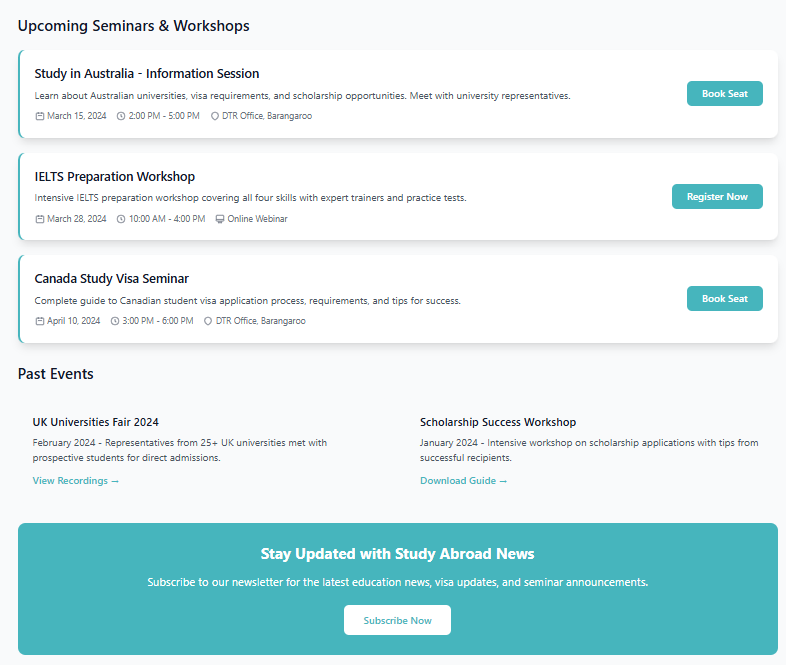 Upcoming Seminars & Workshops
Study in Australia - Information Session
Learn about Australian universities, visa requirements, and scholarship opportunities. Meet with university representatives.
Book Seat
March 15, 2024 2:00 PM - 5:00 PM DTR Office, Barangaroo
IELTS Preparation Workshop
Intensive IELTS preparation workshop covering all four skills with expert trainers and practice tests.
Register Now
March 28, 2024 10:00 AM - 4:00 PM Online Webinar
Canada Study Visa Seminar
Complete guide to Canadian student visa application process, requirements, and tips for success.
Book Seat
April 10, 2024 3:00 PM - 6:00 PM DTR Office, Barangaroo
Past Events
UK Universities Fair 2024
February 2024 - Representatives from 25+ UK universities met with
prospective students for direct admissions.
View Recordings →
Scholarship Success Workshop
January 2024 - Intensive workshop on scholarship applications with tips from
successful recipients.
Download Guide →
Stay Updated with Study Abroad News
Subscribe to our newsletter for the latest education news, visa updates, and seminar announcements.
Subscribe Now